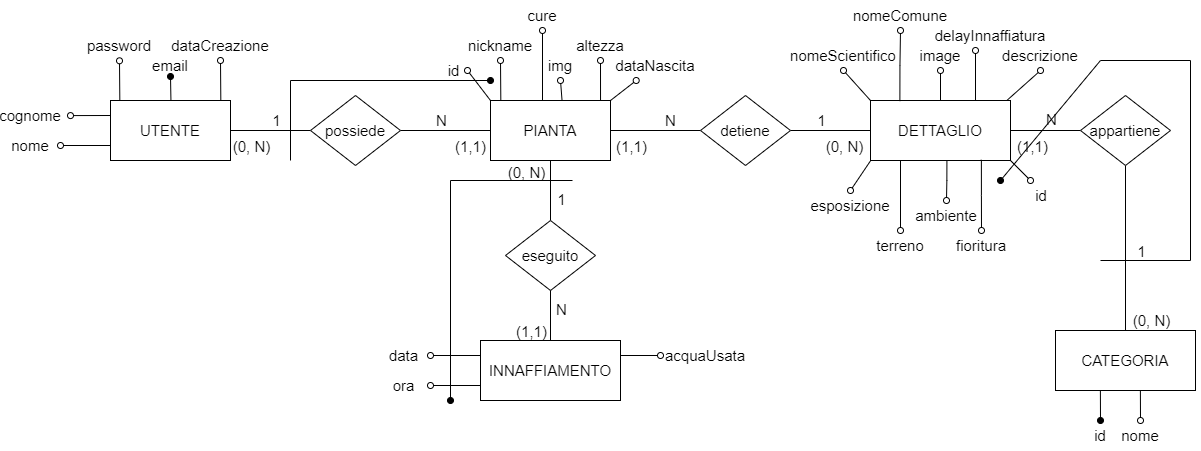 cure
nomeComune
password
dataCreazione
nickname
altezza
delayInnaffiatura
email
id
img
dataNascita
nomeScientifico
image
descrizione
cognome
UTENTE
1
possiede
N
PIANTA
N
detiene
1
DETTAGLIO
N
appartiene
nome
(0, N)
(1,1)
(1,1)
(0, N)
(1,1)
(0, N)
1
esposizione
ambiente
id
terreno
fioritura
eseguito
1
N
(1,1)
(0, N)
data
INNAFFIAMENTO
acquaUsata
CATEGORIA
ora
id
nome